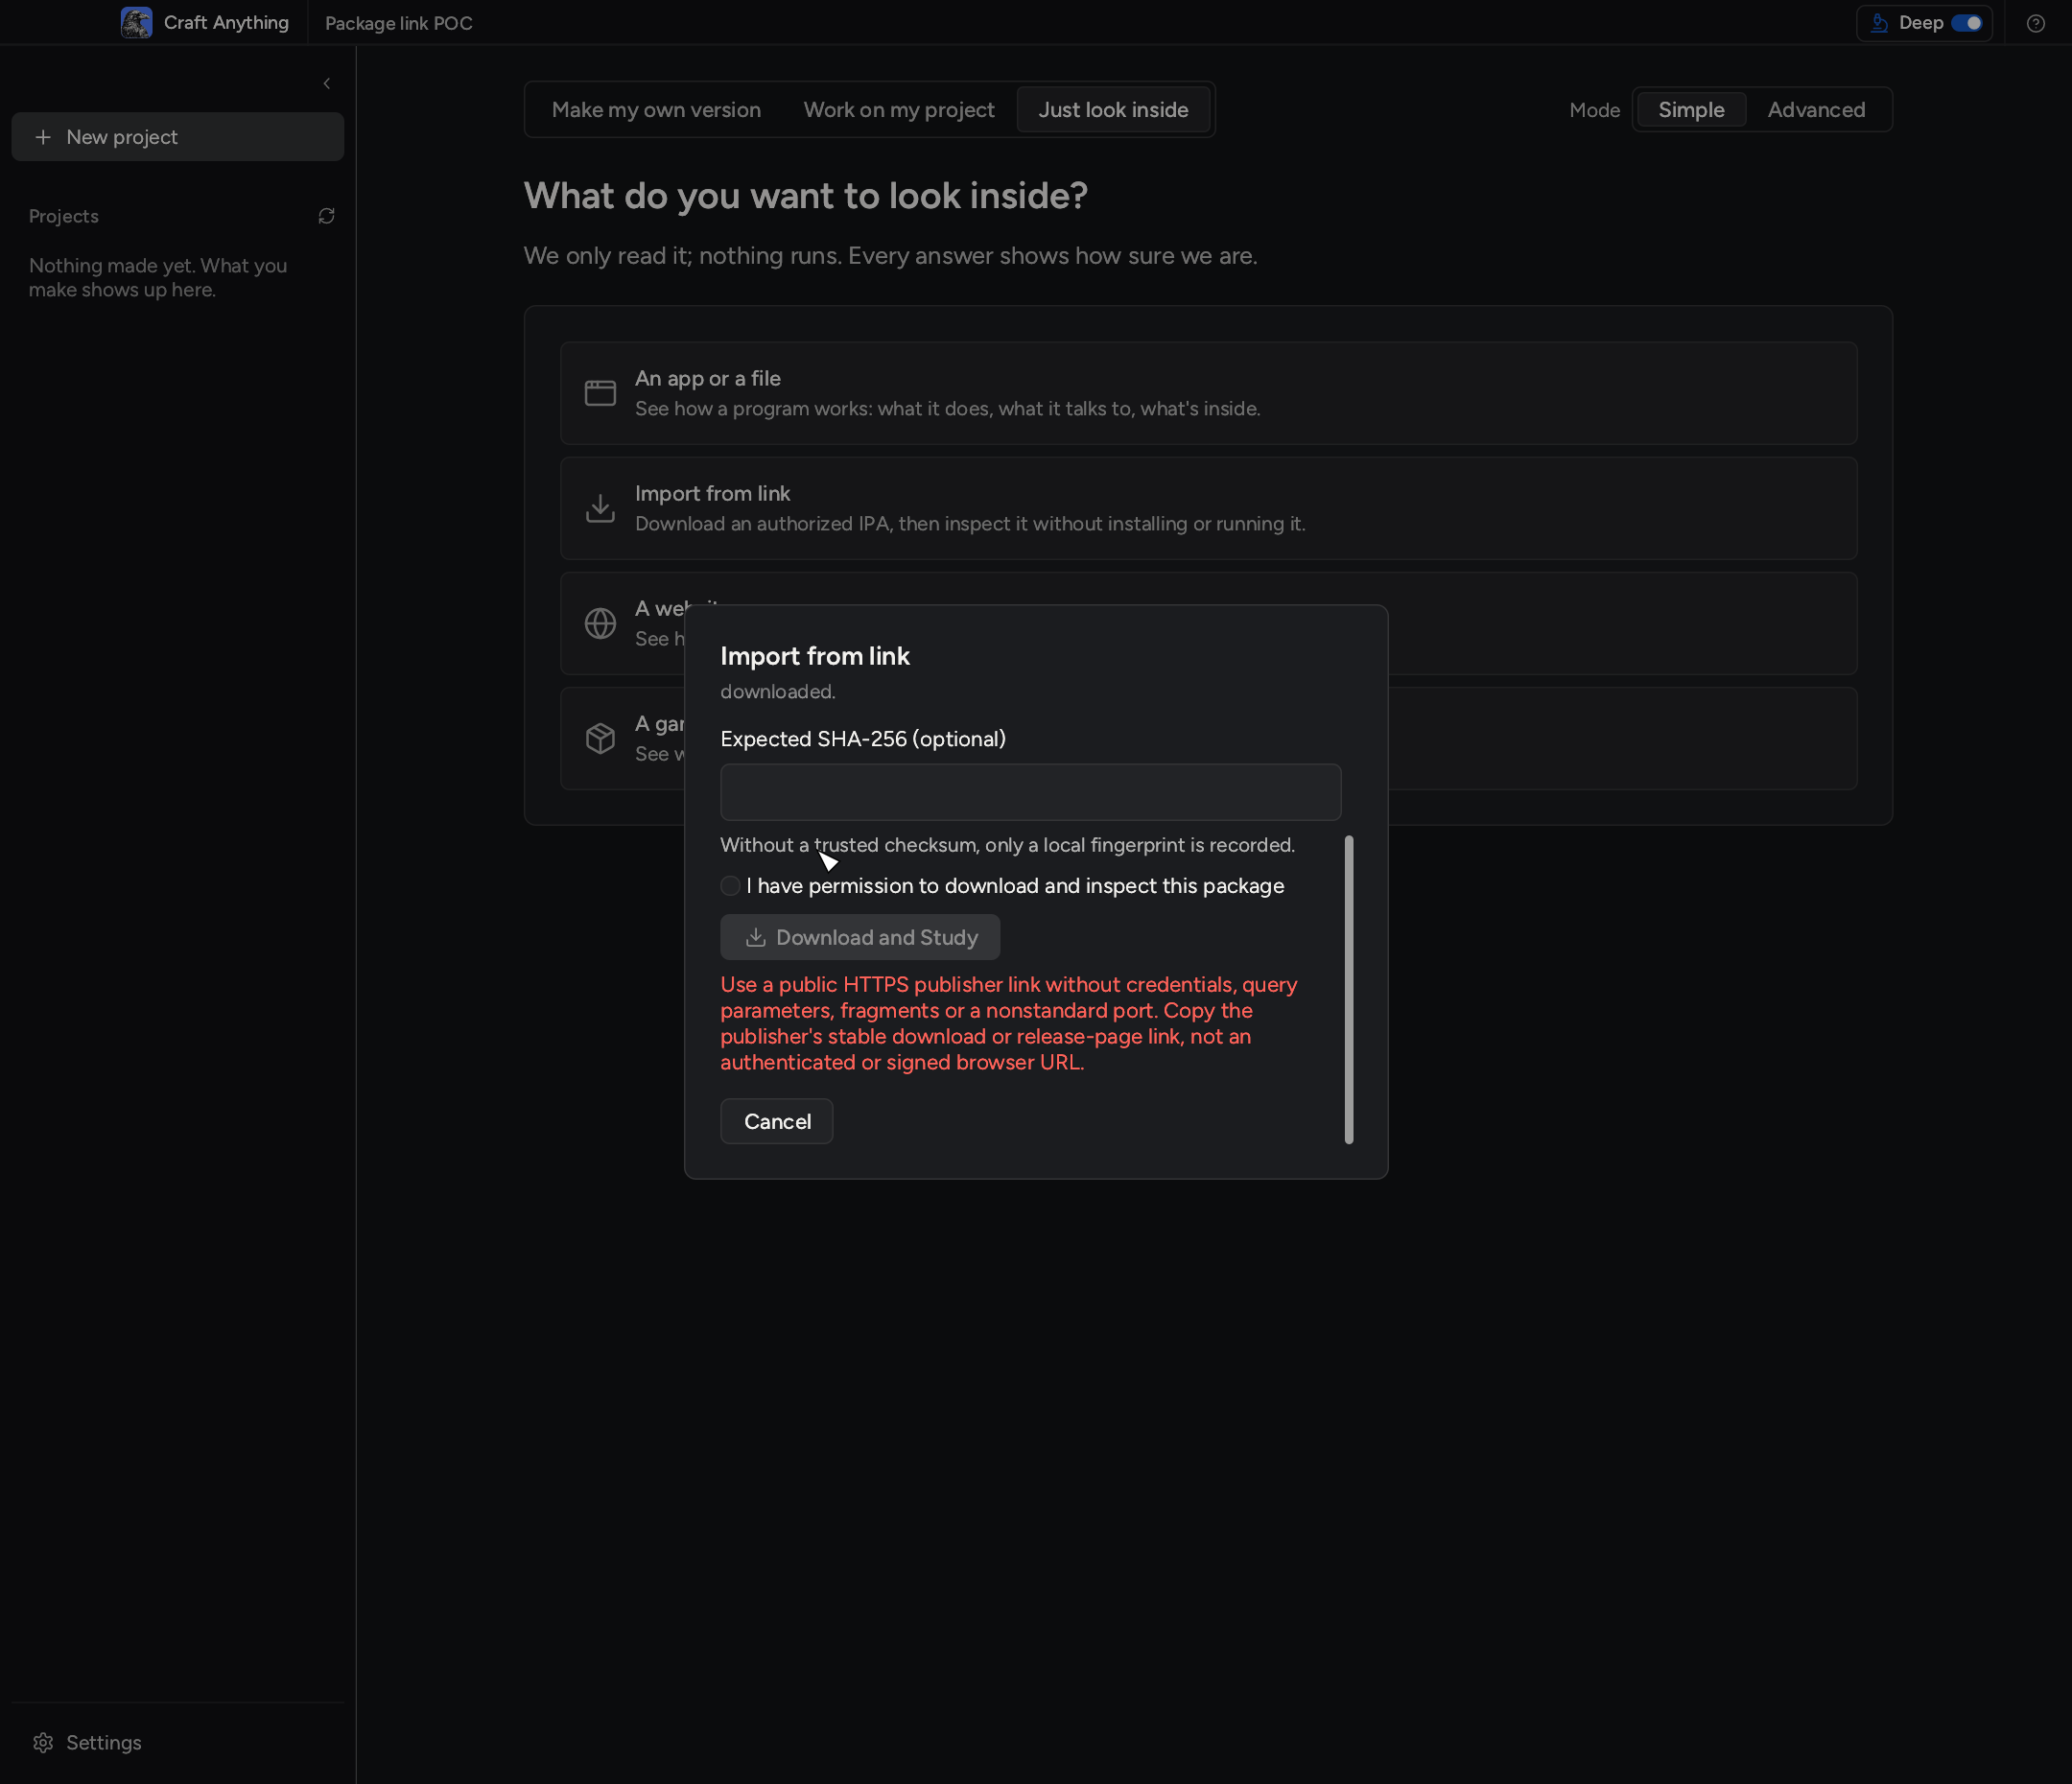 Craft Anything
Package link POC
Deep
New project
Projects
Nothing made yet. What you
make shows up here.
Settings
Make my own version
Work on my project
Just look inside
Mode
Simple
Advanced
What do you want to look inside?
We only read it; nothing runs. Every answer shows how sure we are.
An app or a file
See how a program works: what it does, what it talks to, what's inside.
Import from link
Download an authorized IPA, then inspect it without installing or running it.
A
See
A
See
Import from link
downloaded.
Expected SHA-256 (optional)
Without a trusted checksum, only a local fingerprint is recorded.
I have permission to download and inspect this package
Download and Study
Use a public HTTPS publisher link without credentials, query
parameters, fragments or a nonstandard port. Copy the
publisher's stable download or release-page link, not an
authenticated or signed browser URL.
Cancel